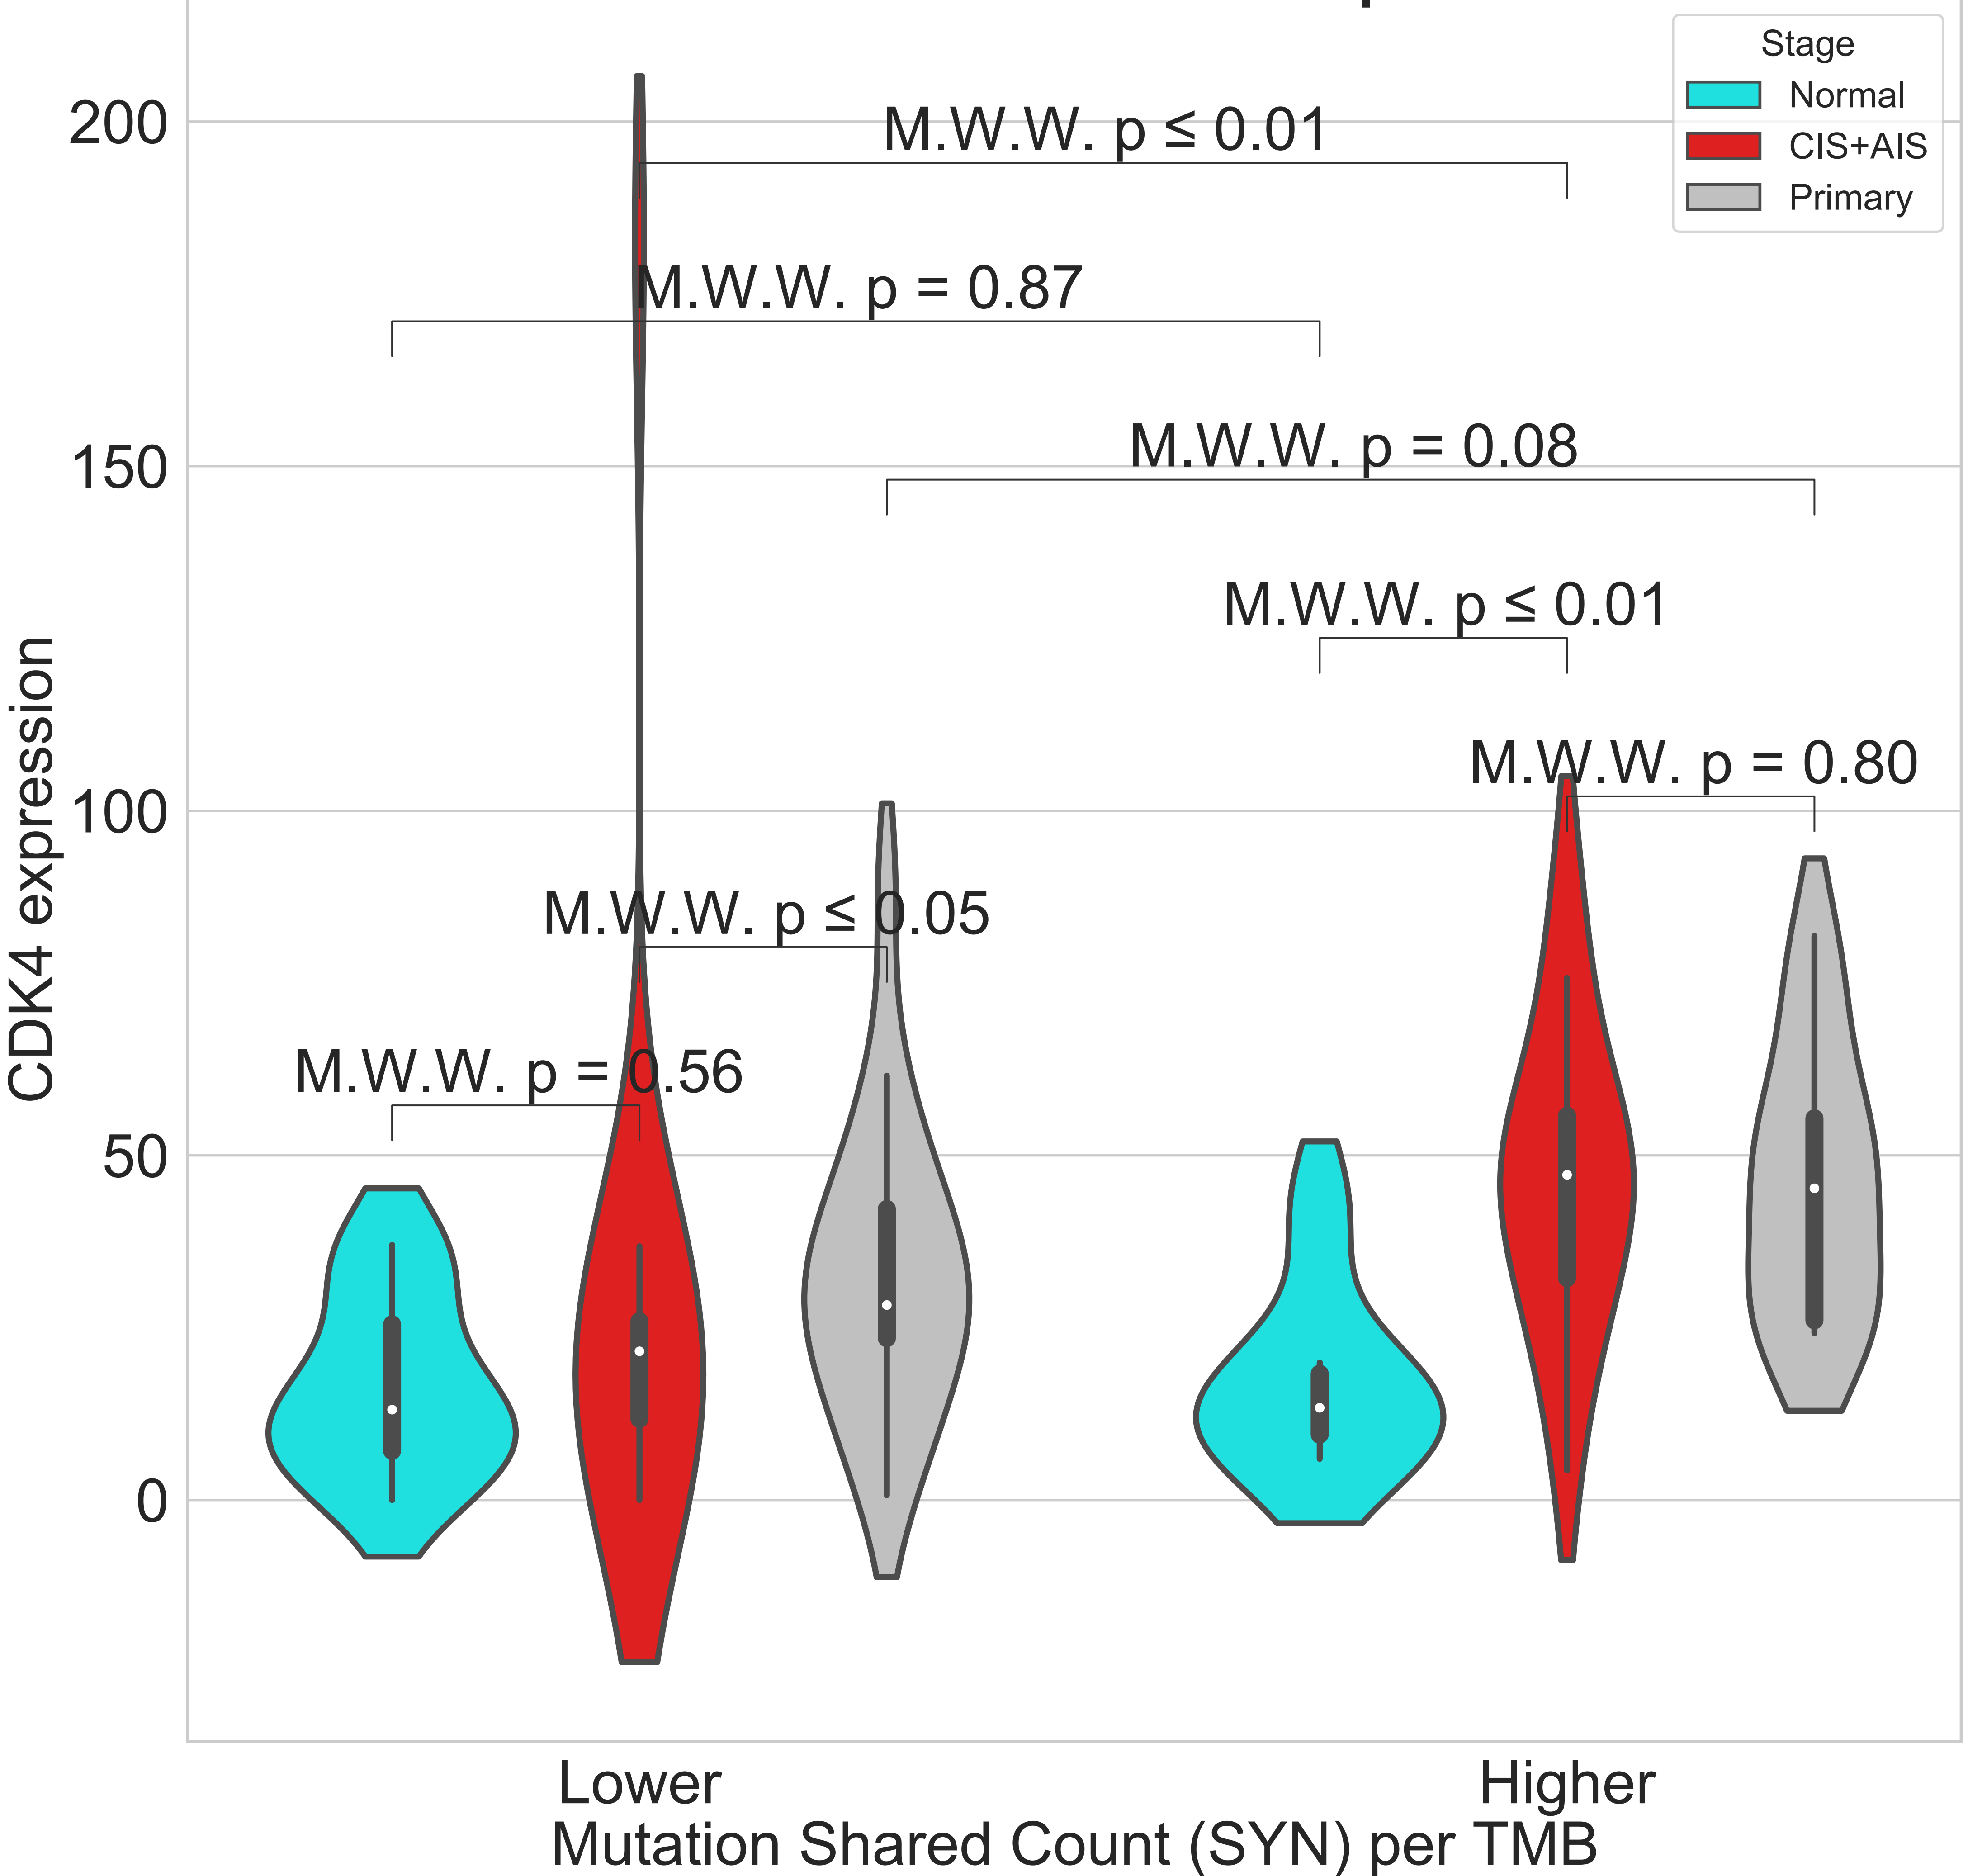 Stage
Normal
CIS+AIS
Primary
200
M.W.W. p ≤ 0.01
M.W.W. p = 0.87
150
M.W.W. p = 0.08
M.W.W. p ≤ 0.01
M.W.W. p = 0.80
100
M.W.W. p ≤ 0.05
M.W.W. p = 0.56
50
0
CDK4 expression
Lower
Higher
Mutation Shared Count (SYN) per TMB